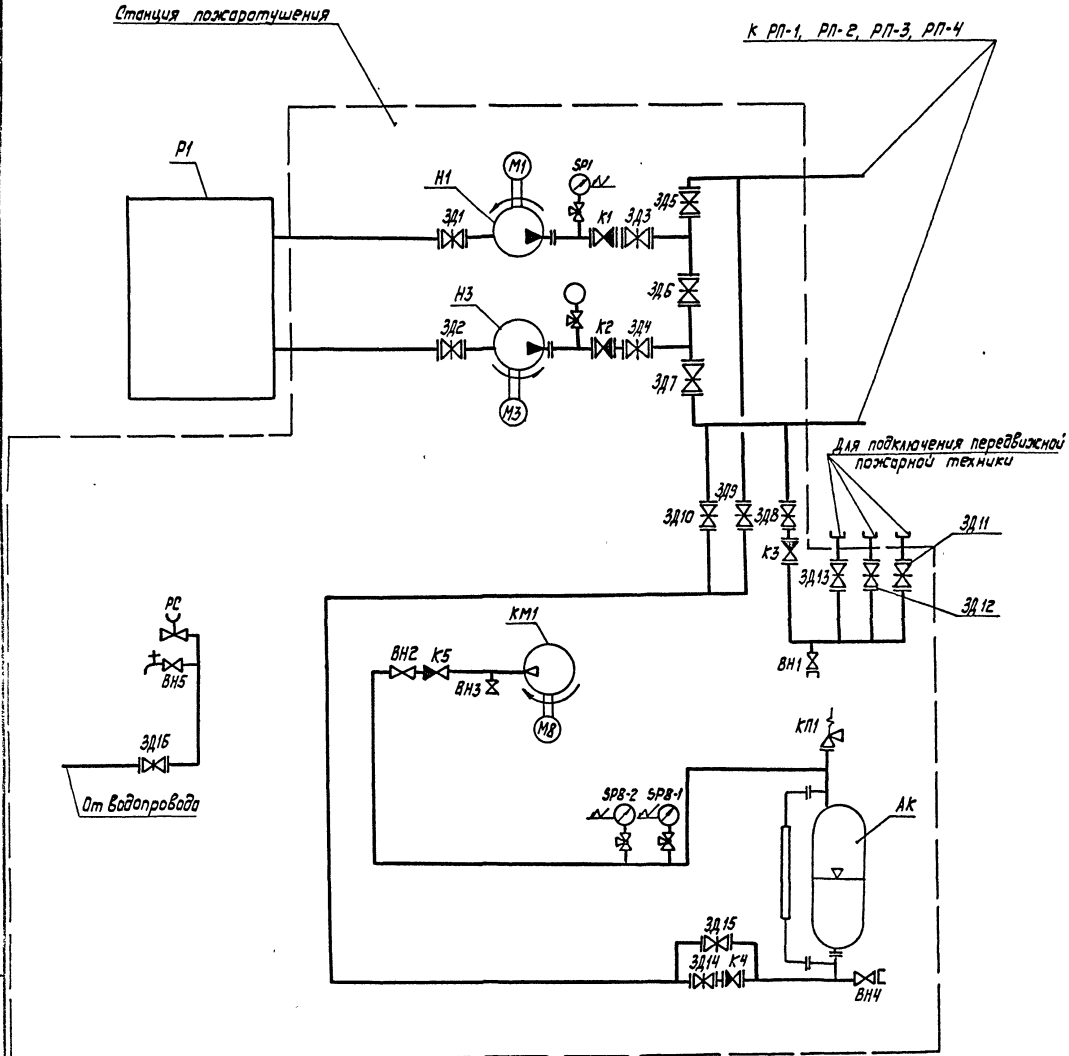 Станция пожаротушения
К РП-1, РП-2, РП-3, РП-4
Р1
М1
SP1
Н1
ЗД1
К1
ЗД3
ЗД5
Н3
ЗД6
ЗД2
К2
ЗД4
М3
ЗД7
Для подключения передвижной
пожарной техники
ЗД9
ЗД10
ЗД8
ЗД11
К3
ЗД13
ЗД12
РС
КМ1
ВН2
К5
ВН1
ВН5
ВН3
М8
КП1
ЗД16
От водопровода
SP8-2
SP8-1
АК
ЗД15
ЗД14
К4
ВН4